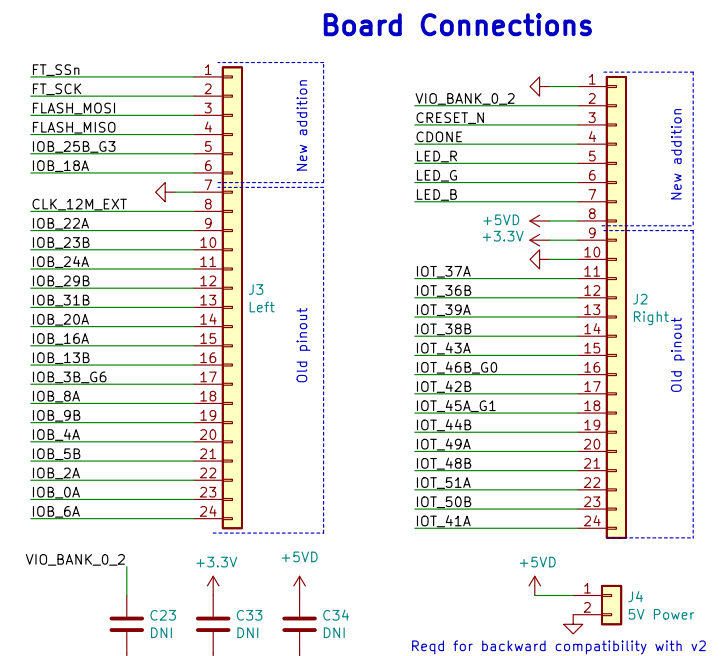 Board Connections
FT_SSn 1
FT_SCK 2
FLASH_MOSI 3
FLASH_MISO 4
IOB_25B_G3 5
IOB_18A 6
7
CLK_12M_EXT 8
IOB_22A 9
IOB_23B 10
IOB_24A 11
IOB_29B 12
IOB_31B 13
IOB_20A 14
IOB_16A 15
IOB_13B 16
IOB_3B_G6 17
IOB_8A 18
IOB_9B 19
IOB_4A 20
IOB_5B 21
IOB_2A 22
IOB_0A 23
IOB_6A 24
J3
Left
New addition
Old pinout
1
VIO_BANK_0_2 2
CRESET_N 3
CDONE 4
LED_R 5
LED_G 6
LED_B 7
+5VD 8
+3.3V 9
10
IOT_37A 11
IOT_36B 12
IOT_39A 13
IOT_38B 14
IOT_43A 15
IOT_46B_G0 16
IOT_42B 17
IOT_45A_G1 18
IOT_44B 19
IOT_49A 20
IOT_48B 21
IOT_51A 22
IOT_50B 23
IOT_41A 24
J2
Right
New addition
Old pinout
VIO_BANK_0_2
C23
DNI
+3.3V
C33
DNI
+5VD
C34
DNI
+5VD
1
2
J4
5V Power
Reqd for backward compatibility with v2